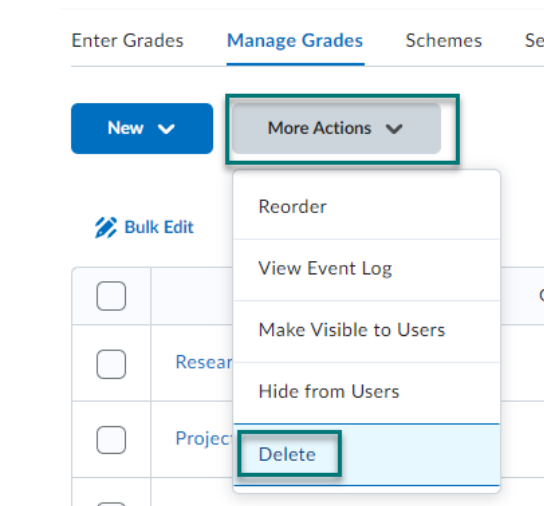 Enter Grades Manage Grades Schemes
New More Actions
Reorder
Bulk Edit
View Event Log
Make Visible to Users
Hide from Users
Delete